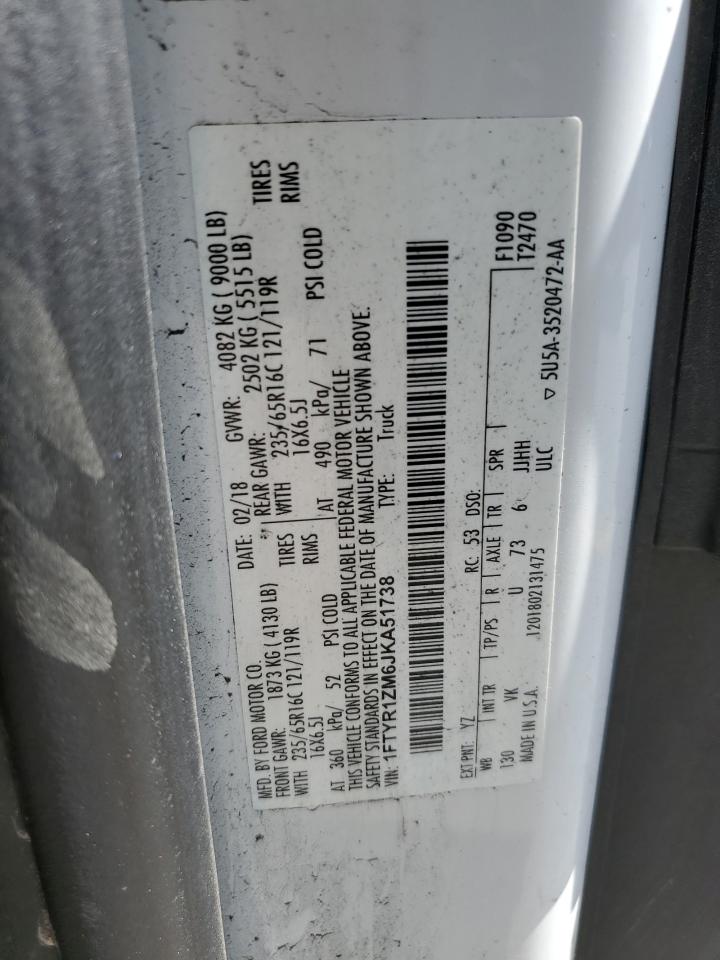 MFD. BY FORD MOTOR CO.
DATE: 02/18 GVWR: 4082 KG ( 9000 LB)
FRONT GAWR: 1873 KG ( 4130 LB) REAR GAWR: 2502 KG ( 5515 LB)
WITH 235/65R16C 121/119R TIRES WITH 235/65R16C 121/119R TIRES
16X6.5J RIMS 16X6.5J RIMS
AT 360 kPa/ 52 PSI COLD AT 490 kPa/ 71 PSI COLD
THIS VEHICLE CONFORMS TO ALL APPLICABLE FEDERAL MOTOR VEHICLE
SAFETY STANDARDS IN EFFECT ON THE DATE OF MANUFACTURE SHOWN ABOVE.
VIN: 1FTYR1ZM6JKA51738 TYPE: Truck
EXT PNT: YZ RC: 53 DSO:
WB INT TR TP/PS R AXLE TR SPR F1090
130 VK U 73 6 JJHH T2470
MADE IN U.S.A. 1201802131475 ULC
▽ 5U5A-3520472-AA